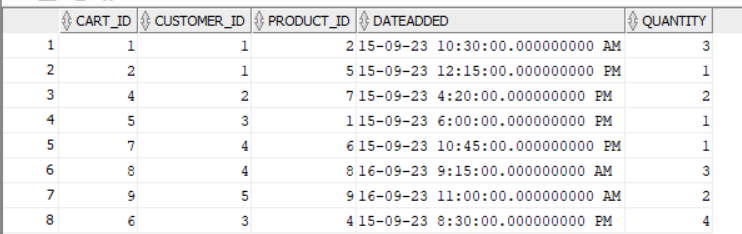 CART_ID CUSTOMER_ID PRODUCT_ID DATEADDED QUANTITY
1 1 1 2 15-09-23 10:30:00.000000000 AM 3
2 2 1 5 15-09-23 12:15:00.000000000 PM 1
3 4 2 7 15-09-23 4:20:00.000000000 PM 2
4 5 3 1 15-09-23 6:00:00.000000000 PM 1
5 7 4 6 15-09-23 10:45:00.000000000 PM 1
6 8 4 8 16-09-23 9:15:00.000000000 AM 3
7 9 5 9 16-09-23 11:00:00.000000000 AM 2
8 6 3 4 15-09-23 8:30:00.000000000 PM 4